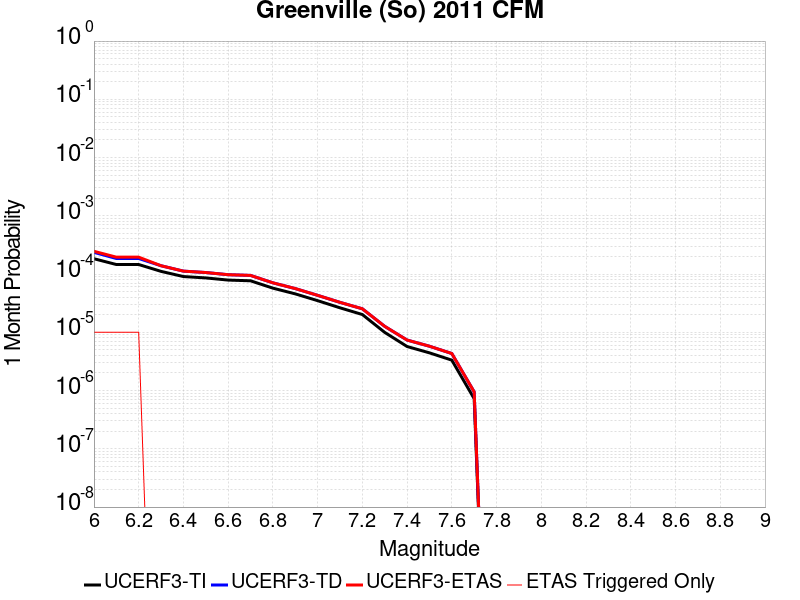 Greenville (So) 2011 CFM
10^0
10^-1
10^-2
10^-3
10^-4
10^-5
10^-6
10^-7
10^-8
1 Month Probability
6 6.2 6.4 6.6 6.8 7 7.2 7.4 7.6 7.8 8 8.2 8.4 8.6 8.8 9
Magnitude
UCERF3-TI UCERF3-TD UCERF3-ETAS ETAS Triggered Only